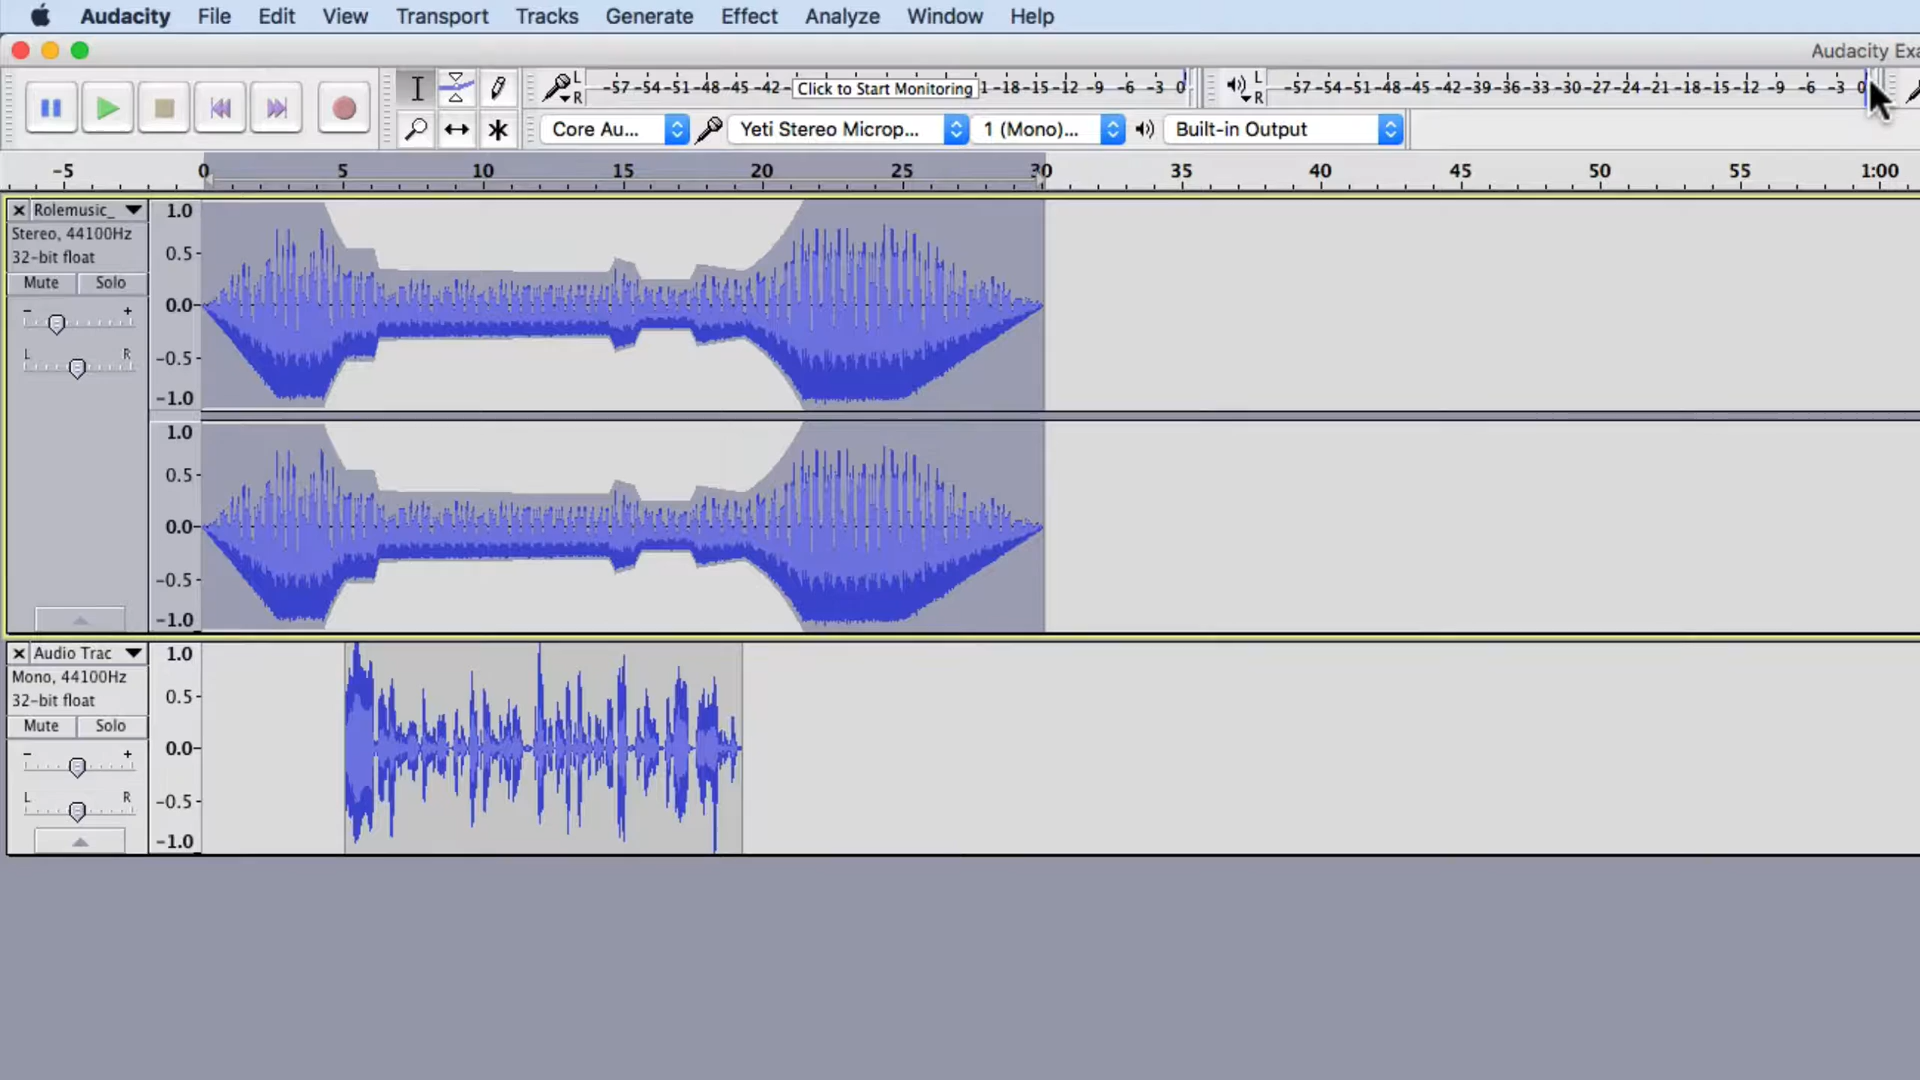 Audacity File Edit View Transport Tracks Generate Effect Analyze Window Help
Audacity Exa
L R -57 -54 -51 -48 -45 -42 - Click to Start Monitoring 1 -18 -15 -12 -9 -6 -3 0 L R -57 -54 -51 -48 -45 -42 -39 -36 -33 -30 -27 -24 -21 -18 -15 -12 -9 -6 -3 0
Core Au... Yeti Stereo Microp... 1 (Mono)... Built-in Output
-5 0 5 10 15 20 25 30 35 40 45 50 55 1:00
Rolemusic_ 1.0
Stereo, 44100Hz
32-bit float 0.5
Mute Solo
- + 0.0
L R -0.5
-1.0
1.0
0.5
0.0
-0.5
-1.0
Audio Trac 1.0
Mono, 44100Hz
32-bit float 0.5
Mute Solo
- + 0.0
L R -0.5
-1.0